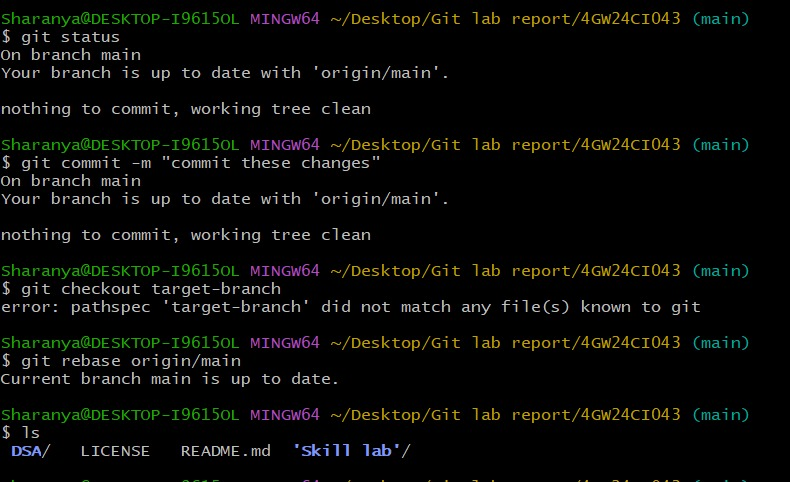 Sharanya@DESKTOP-I9615OL MINGW64 ~/Desktop/Git lab report/4GW24CI043 (main)
$ git status
On branch main
Your branch is up to date with 'origin/main'.
nothing to commit, working tree clean
Sharanya@DESKTOP-I9615OL MINGW64 ~/Desktop/Git lab report/4GW24CI043 (main)
$ git commit -m "commit these changes"
On branch main
Your branch is up to date with 'origin/main'.
nothing to commit, working tree clean
Sharanya@DESKTOP-I9615OL MINGW64 ~/Desktop/Git lab report/4GW24CI043 (main)
$ git checkout target-branch
error: pathspec 'target-branch' did not match any file(s) known to git
Sharanya@DESKTOP-I9615OL MINGW64 ~/Desktop/Git lab report/4GW24CI043 (main)
$ git rebase origin/main
Current branch main is up to date.
Sharanya@DESKTOP-I9615OL MINGW64 ~/Desktop/Git lab report/4GW24CI043 (main)
$ ls
DSA/ LICENSE README.md 'Skill lab'/